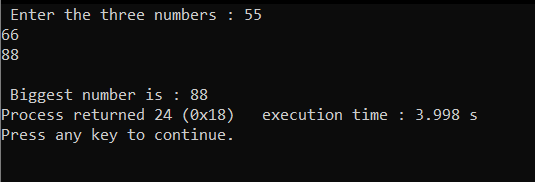 Enter the three numbers : 55
66
88
Biggest number is : 88
Process returned 24 (0x18)   execution time : 3.998 s
Press any key to continue.